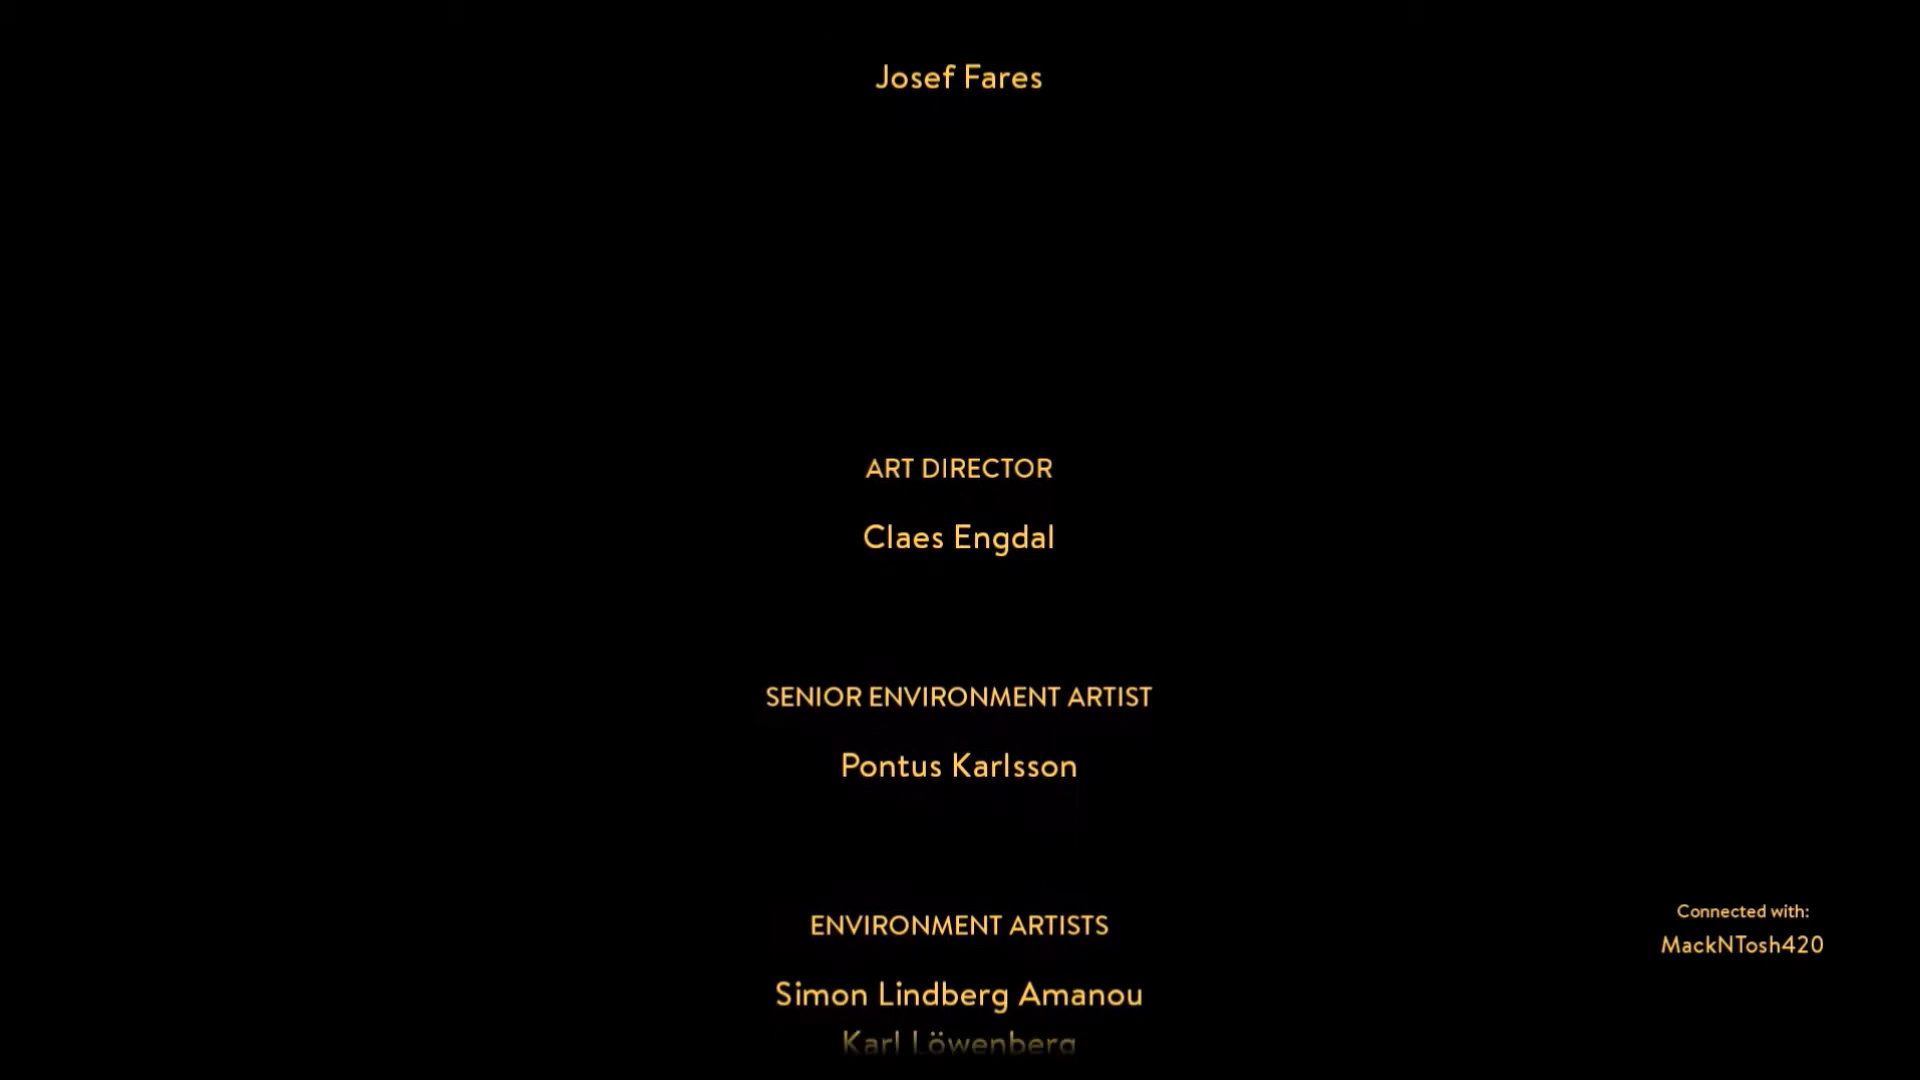 Josef Fares
ART DIRECTOR
Claes Engdal
SENIOR ENVIRONMENT ARTIST
Pontus Karlsson
ENVIRONMENT ARTISTS
Simon Lindberg Amanou
Karl Löwenberg
Connected with:
MackNTosh420